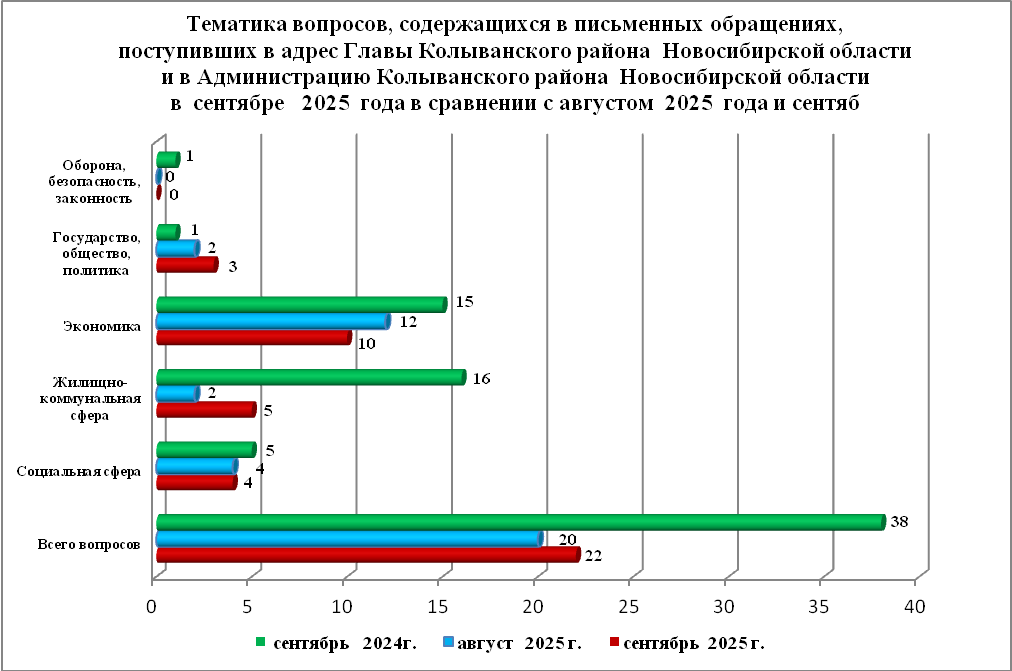 Тематика вопросов, содержащихся в письменных обращениях,
поступивших в адрес Главы Колыванского района Новосибирской области
и в Администрацию Колыванского района Новосибирской области
в сентябре 2025 года в сравнении с августом 2025 года и сентяб
Оборона,
безопасность,
законность
1
0
0
Государство,
общество,
политика
1
2
3
Экономика
15
12
10
Жилищно-
коммунальная
сфера
16
2
5
Социальная сфера
5
4
4
Всего вопросов
38
20
22
0 5 10 15 20 25 30 35 40
сентябрь 2024г. август 2025 г. сентябрь 2025 г.